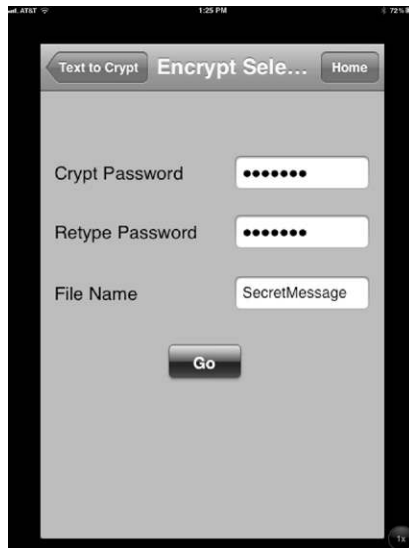 AT&T 1:25 PM 72%
Text to Crypt Encrypt Sele... Home
Crypt Password •••••••
Retype Password •••••••
File Name SecretMessage
Go
1x